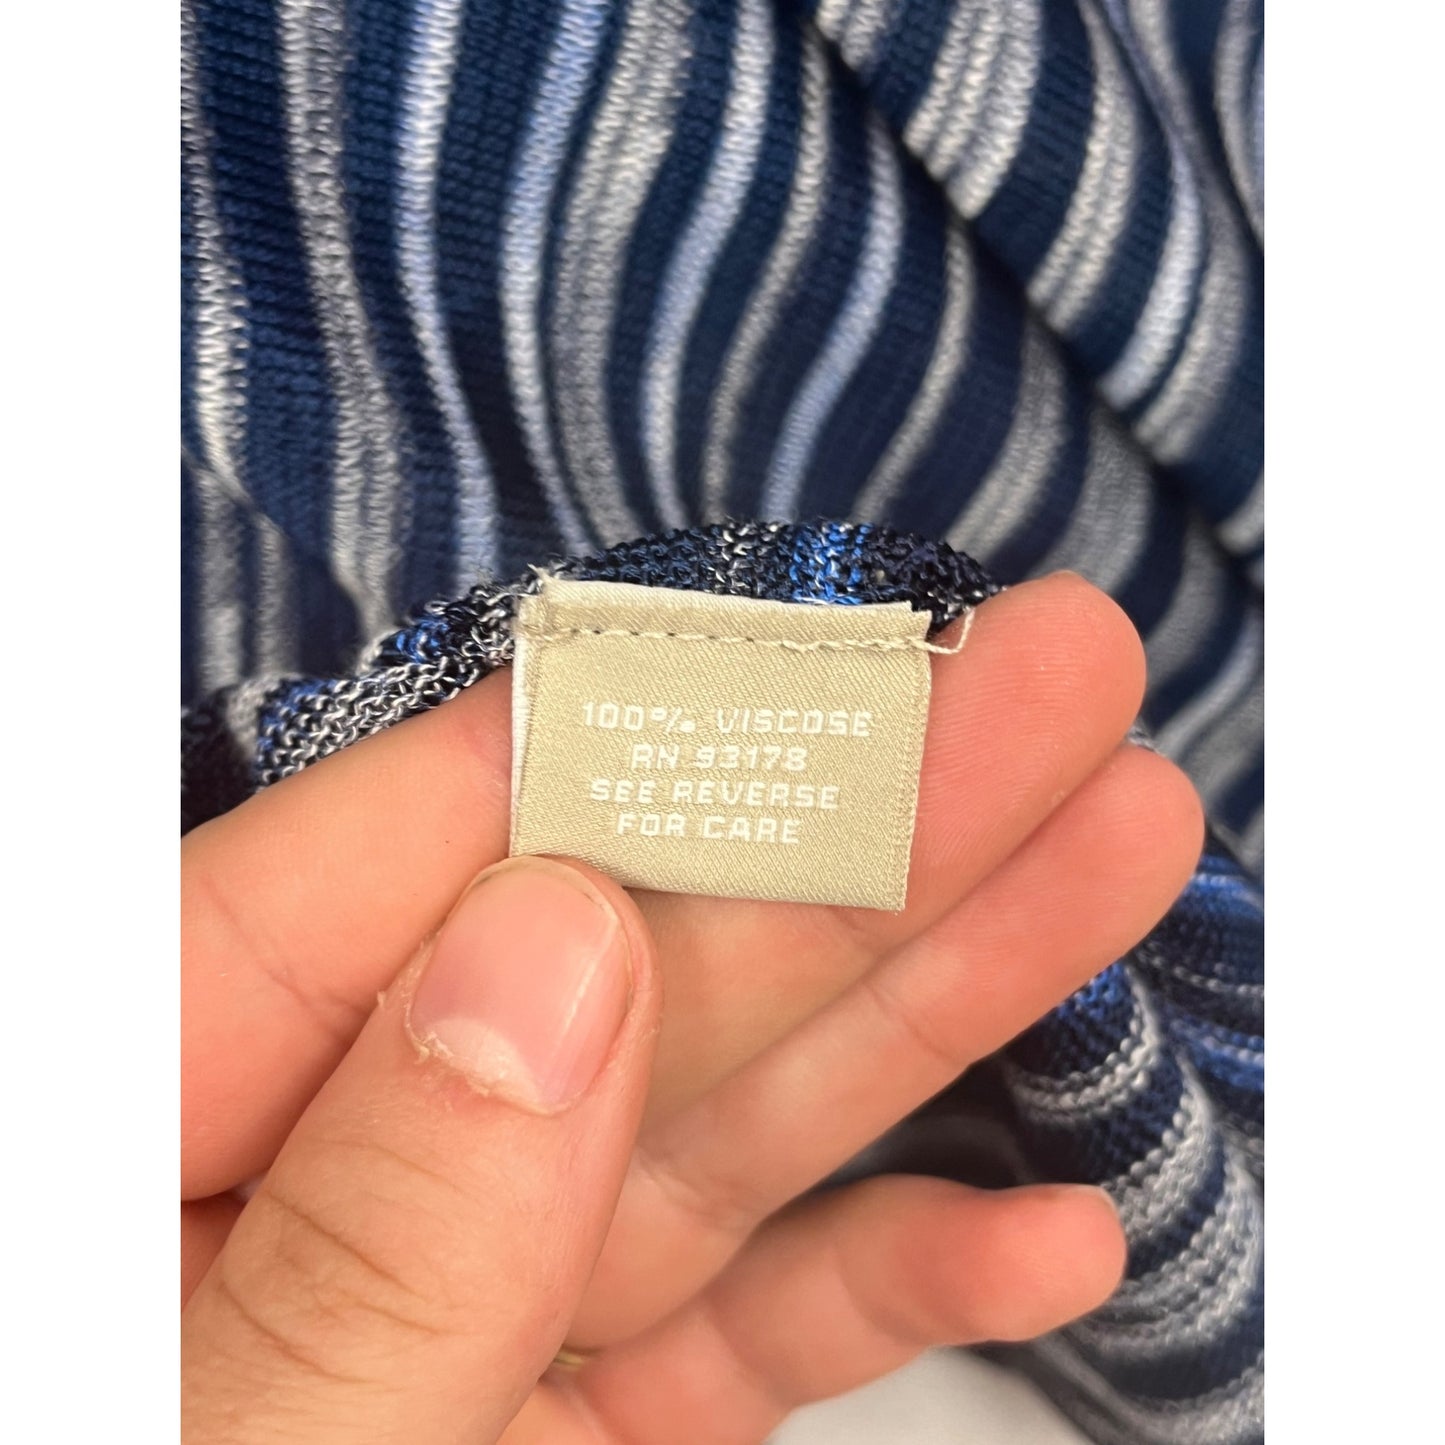 100% VISCOSE
RN 93178
SEE REVERSE
FOR CARE